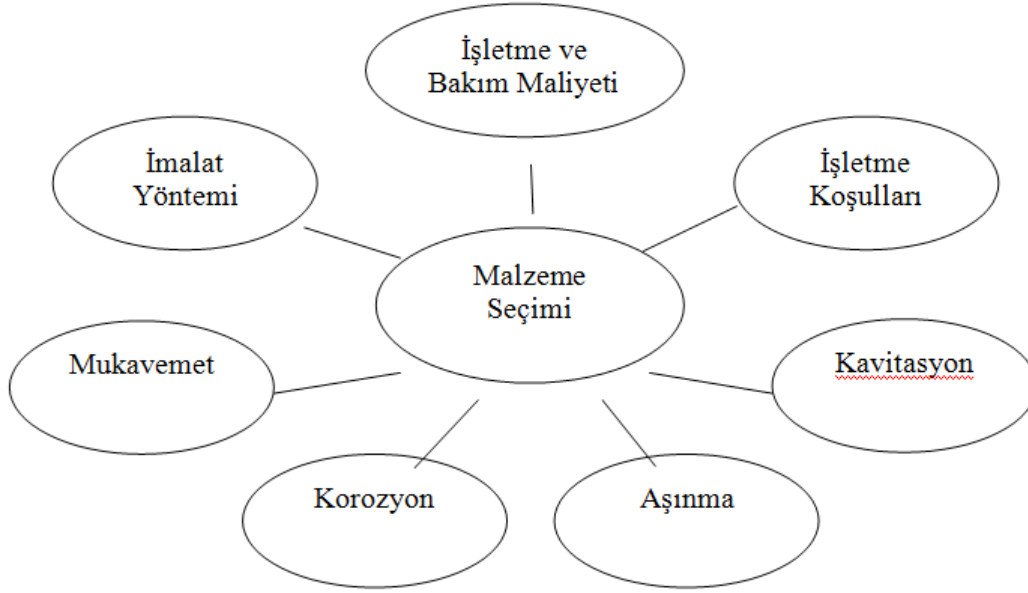 İşletme ve
Bakım Maliyeti
İmalat
Yöntemi
İşletme
Koşulları
Malzeme
Seçimi
Mukavemet
Kavitasyon
Korozyon
Aşınma